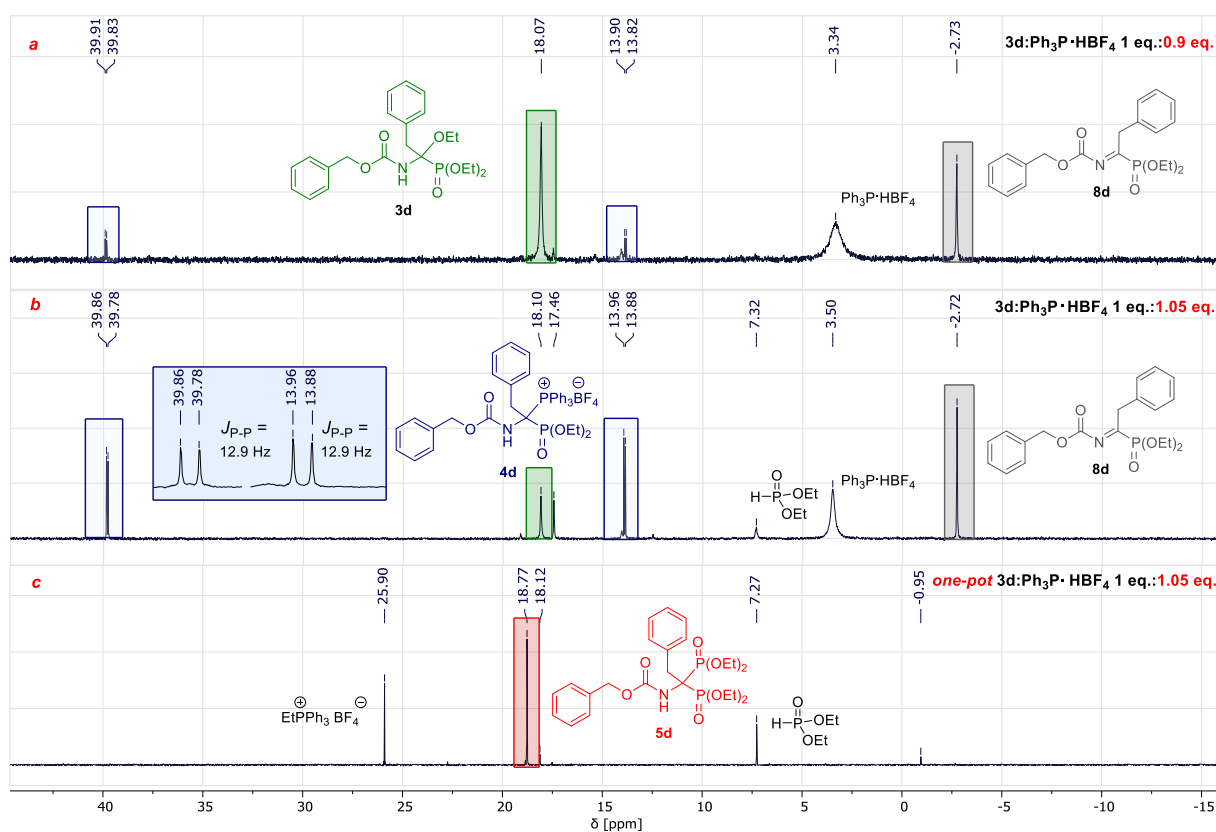 a
39.91
39.83
18.07
13.90
13.82
3.34
-2.73
3d:Ph₃P·HBF₄ 1 eq.:0.9 eq.
OEt
O
O
N
H
P(OEt)₂
O
3d
Ph₃P·HBF₄
O
O
N
P(OEt)₂
O
8d
b
39.86
39.78
18.10
17.46
13.96
13.88
7.32
3.50
-2.72
3d:Ph₃P·HBF₄ 1 eq.:1.05 eq.
39.86
39.78
13.96
13.88
J P-P =
12.9 Hz
J P-P =
12.9 Hz
⊕
⊖
PPh₃BF₄
O
O
N
H
P(OEt)₂
O
4d
O
H
P
OEt
OEt
Ph₃P·HBF₄
O
O
N
P(OEt)₂
O
8d
c
25.90
18.77
18.12
7.27
-0.95
one-pot 3d:Ph₃P·HBF₄ 1 eq.:1.05 eq.
⊕
⊖
EtPPh₃ BF₄
O
P(OEt)₂
O
O
N
H
P(OEt)₂
O
5d
O
H
P
OEt
OEt
40
35
30
25
20
15
10
5
0
-5
-10
-15
δ [ppm]